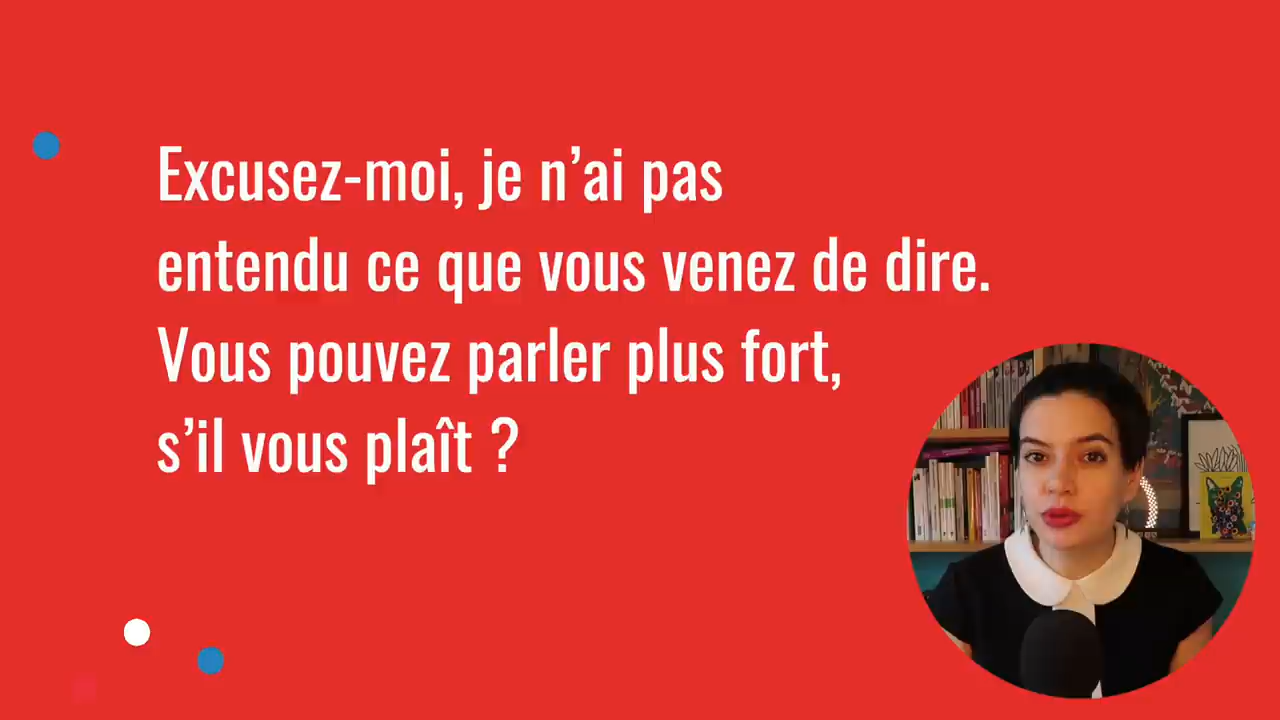 Excusez-moi, je n’ai pas
entendu ce que vous venez de dire.
Vous pouvez parler plus fort,
s’il vous plaît ?